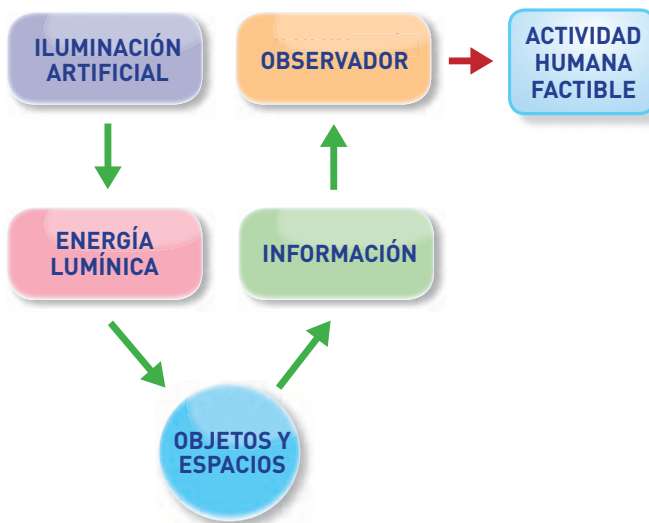 ILUMINACIÓN
ARTIFICIAL
ENERGÍA
LUMÍNICA
OBJETOS Y
ESPACIOS
INFORMACIÓN
OBSERVADOR
ACTIVIDAD
HUMANA
FACTIBLE